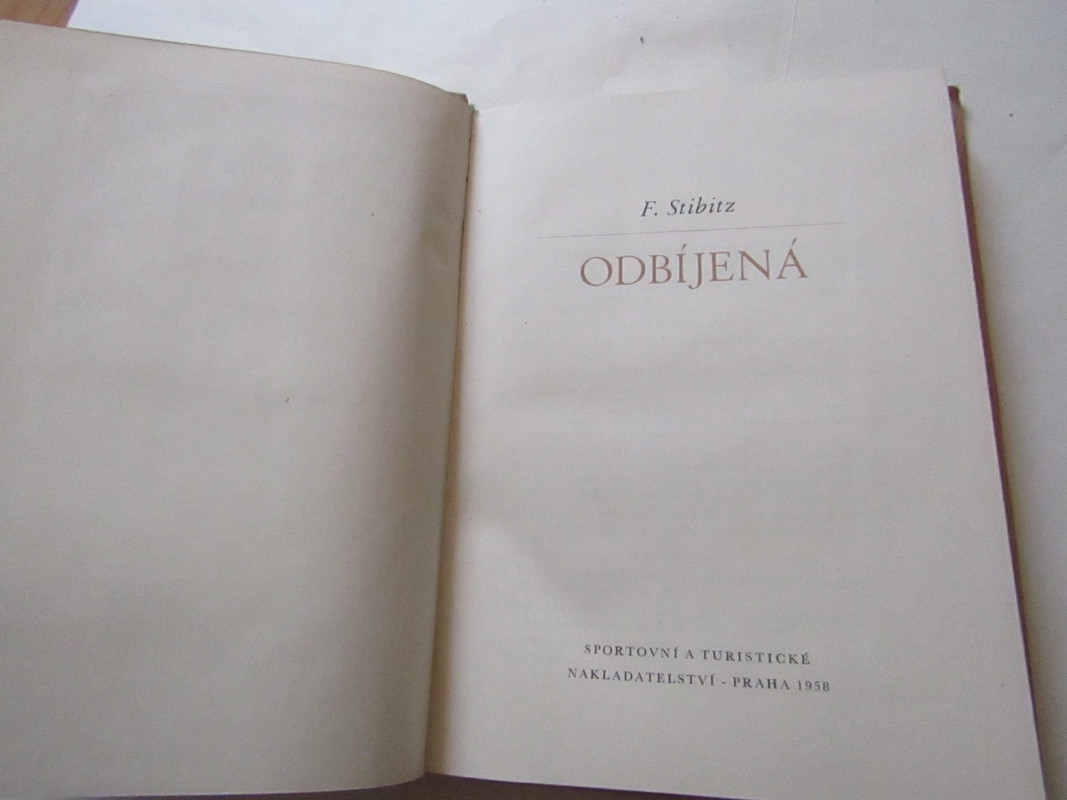 F. Stibitz
ODBÍJENÁ
SPORTOVNÍ A TURISTICKÉ
NAKLADATELSTVÍ - PRAHA 1958